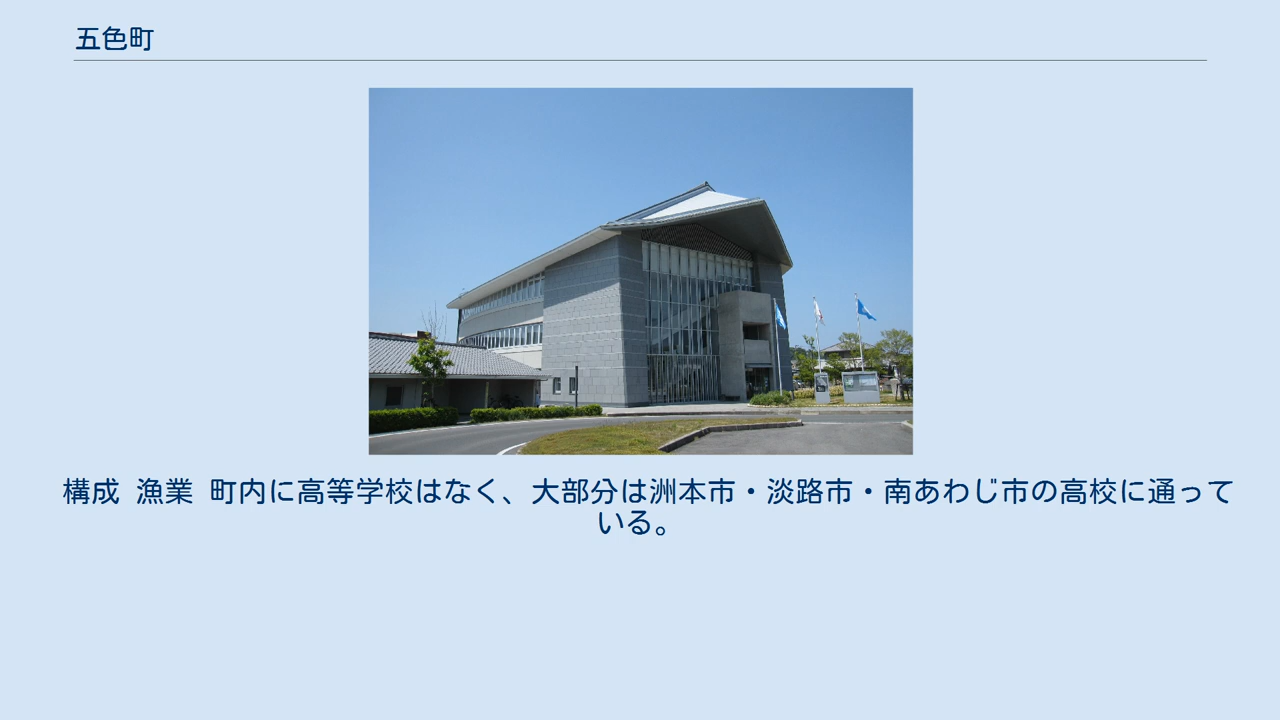 五色町
構成 漁業 町内に高等学校はなく、大部分は洲本市・淡路市・南あわじ市の高校に通って
いる。